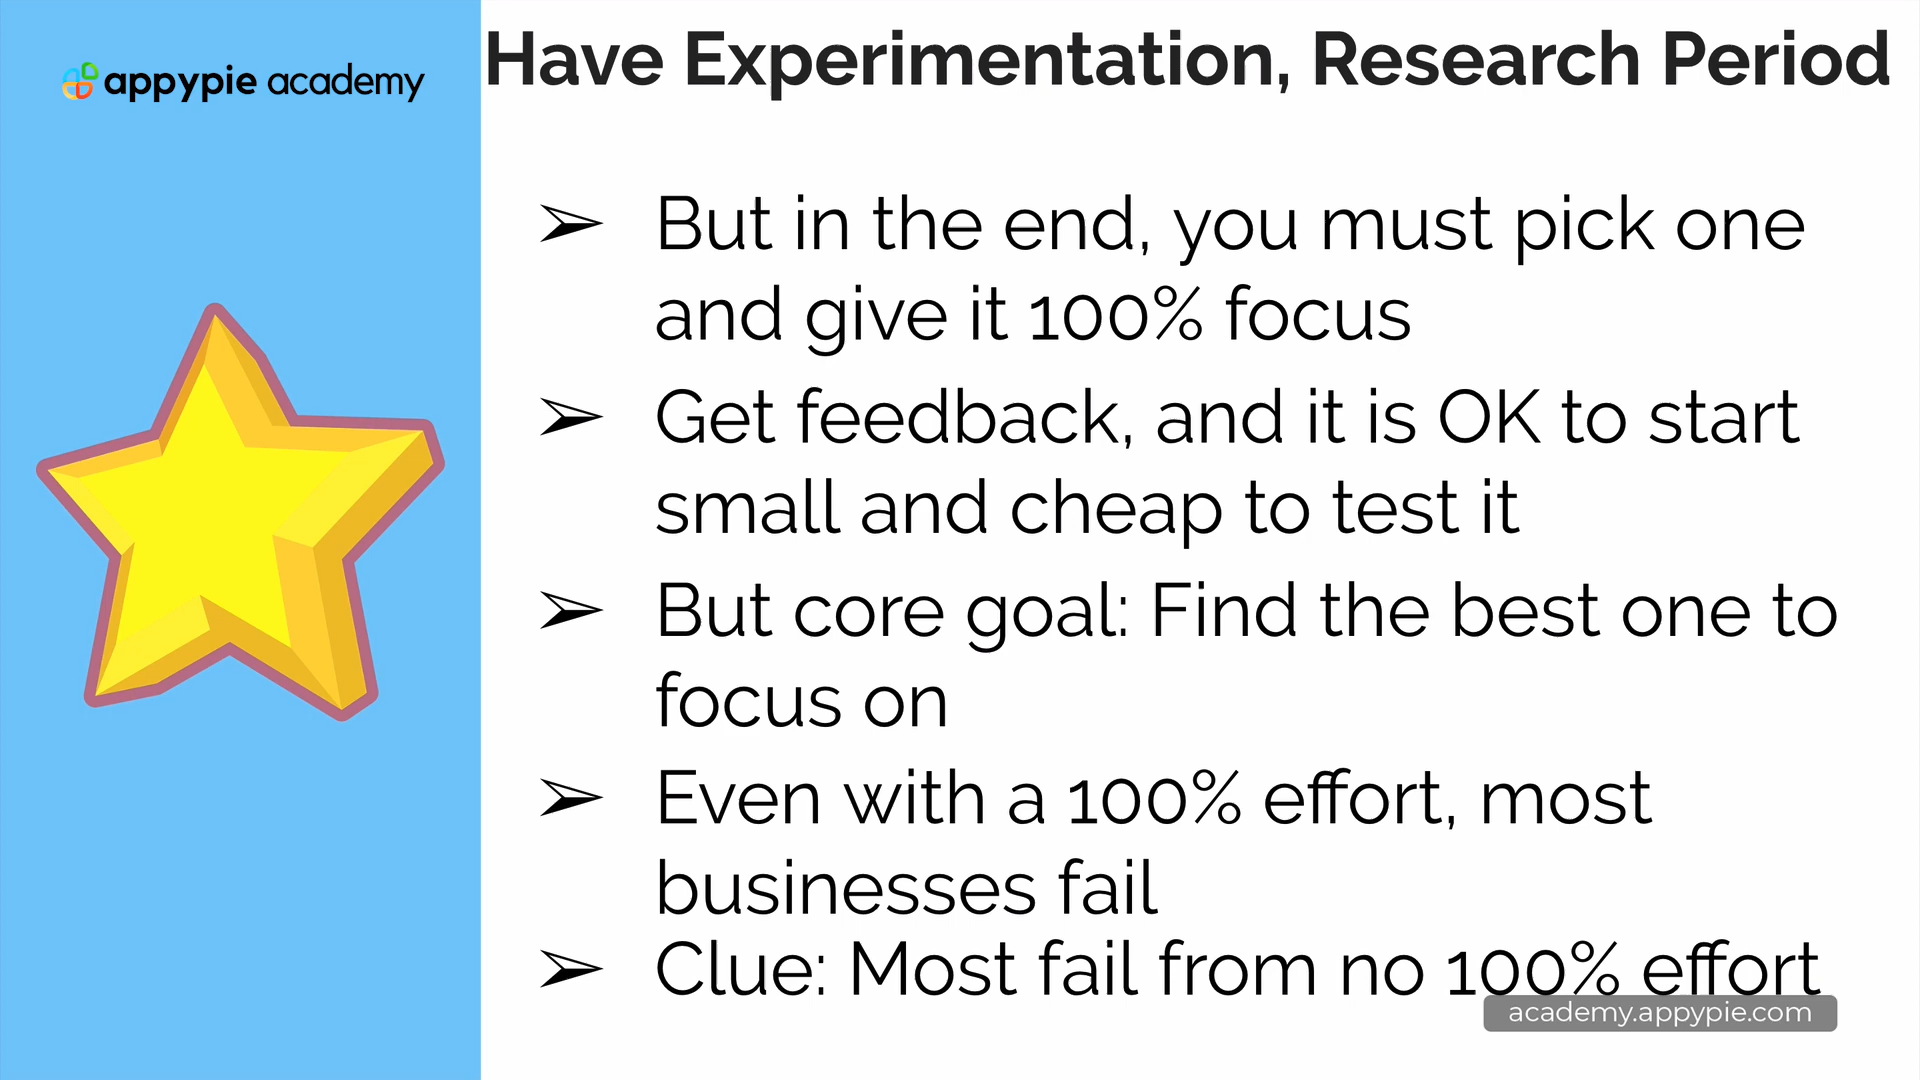 appypie academy
Have Experimentation, Research Period
➢ But in the end, you must pick one
and give it 100% focus
➢ Get feedback, and it is OK to start
small and cheap to test it
➢ But core goal: Find the best one to
focus on
➢ Even with a 100% effort, most
businesses fail
➢ Clue: Most fail from no 100% effort
academy.appypie.com